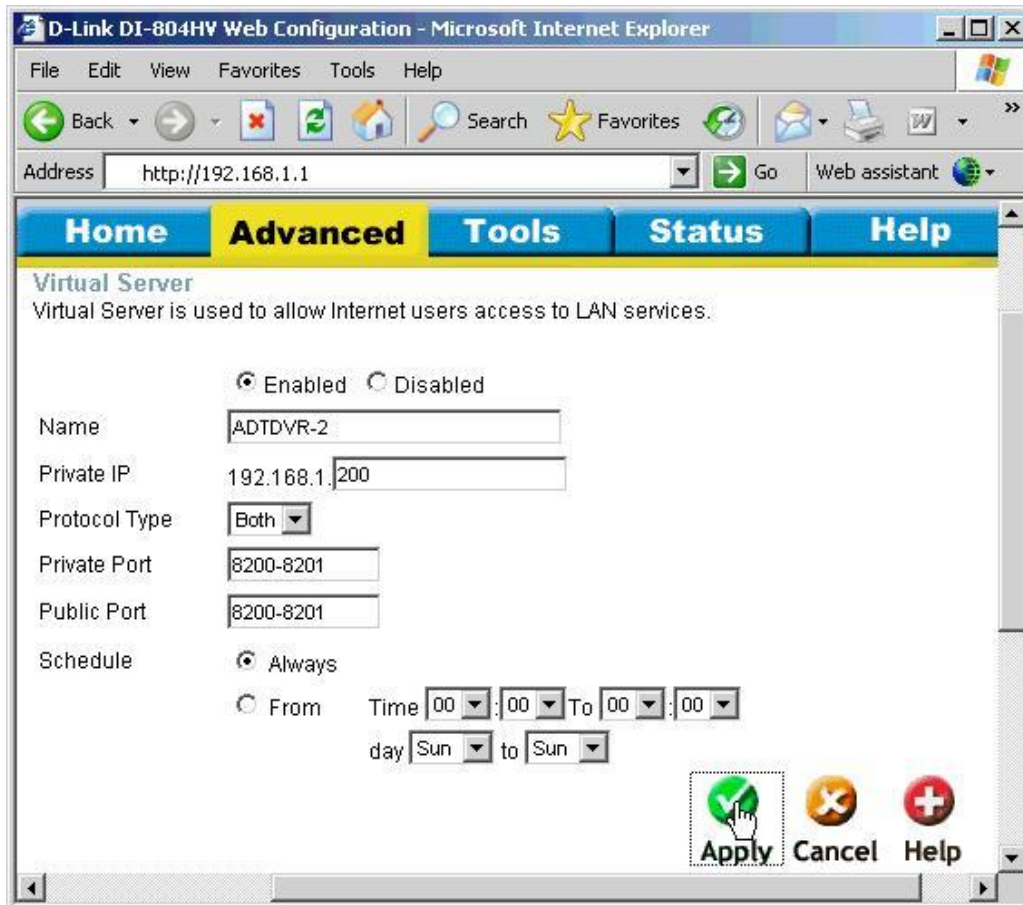 D-Link DI-804HV Web Configuration - Microsoft Internet Explorer
File Edit View Favorites Tools Help
Back Search Favorites W »
Address http://192.168.1.1 Go Web assistant
Home Advanced Tools Status Help
Virtual Server
Virtual Server is used to allow Internet users access to LAN services.
Enabled Disabled
Name ADTDVR-2
Private IP 192.168.1.200
Protocol Type Both
Private Port 8200-8201
Public Port 8200-8201
Schedule Always
From Time 00 : 00 To 00 : 00
day Sun to Sun
Apply Cancel Help